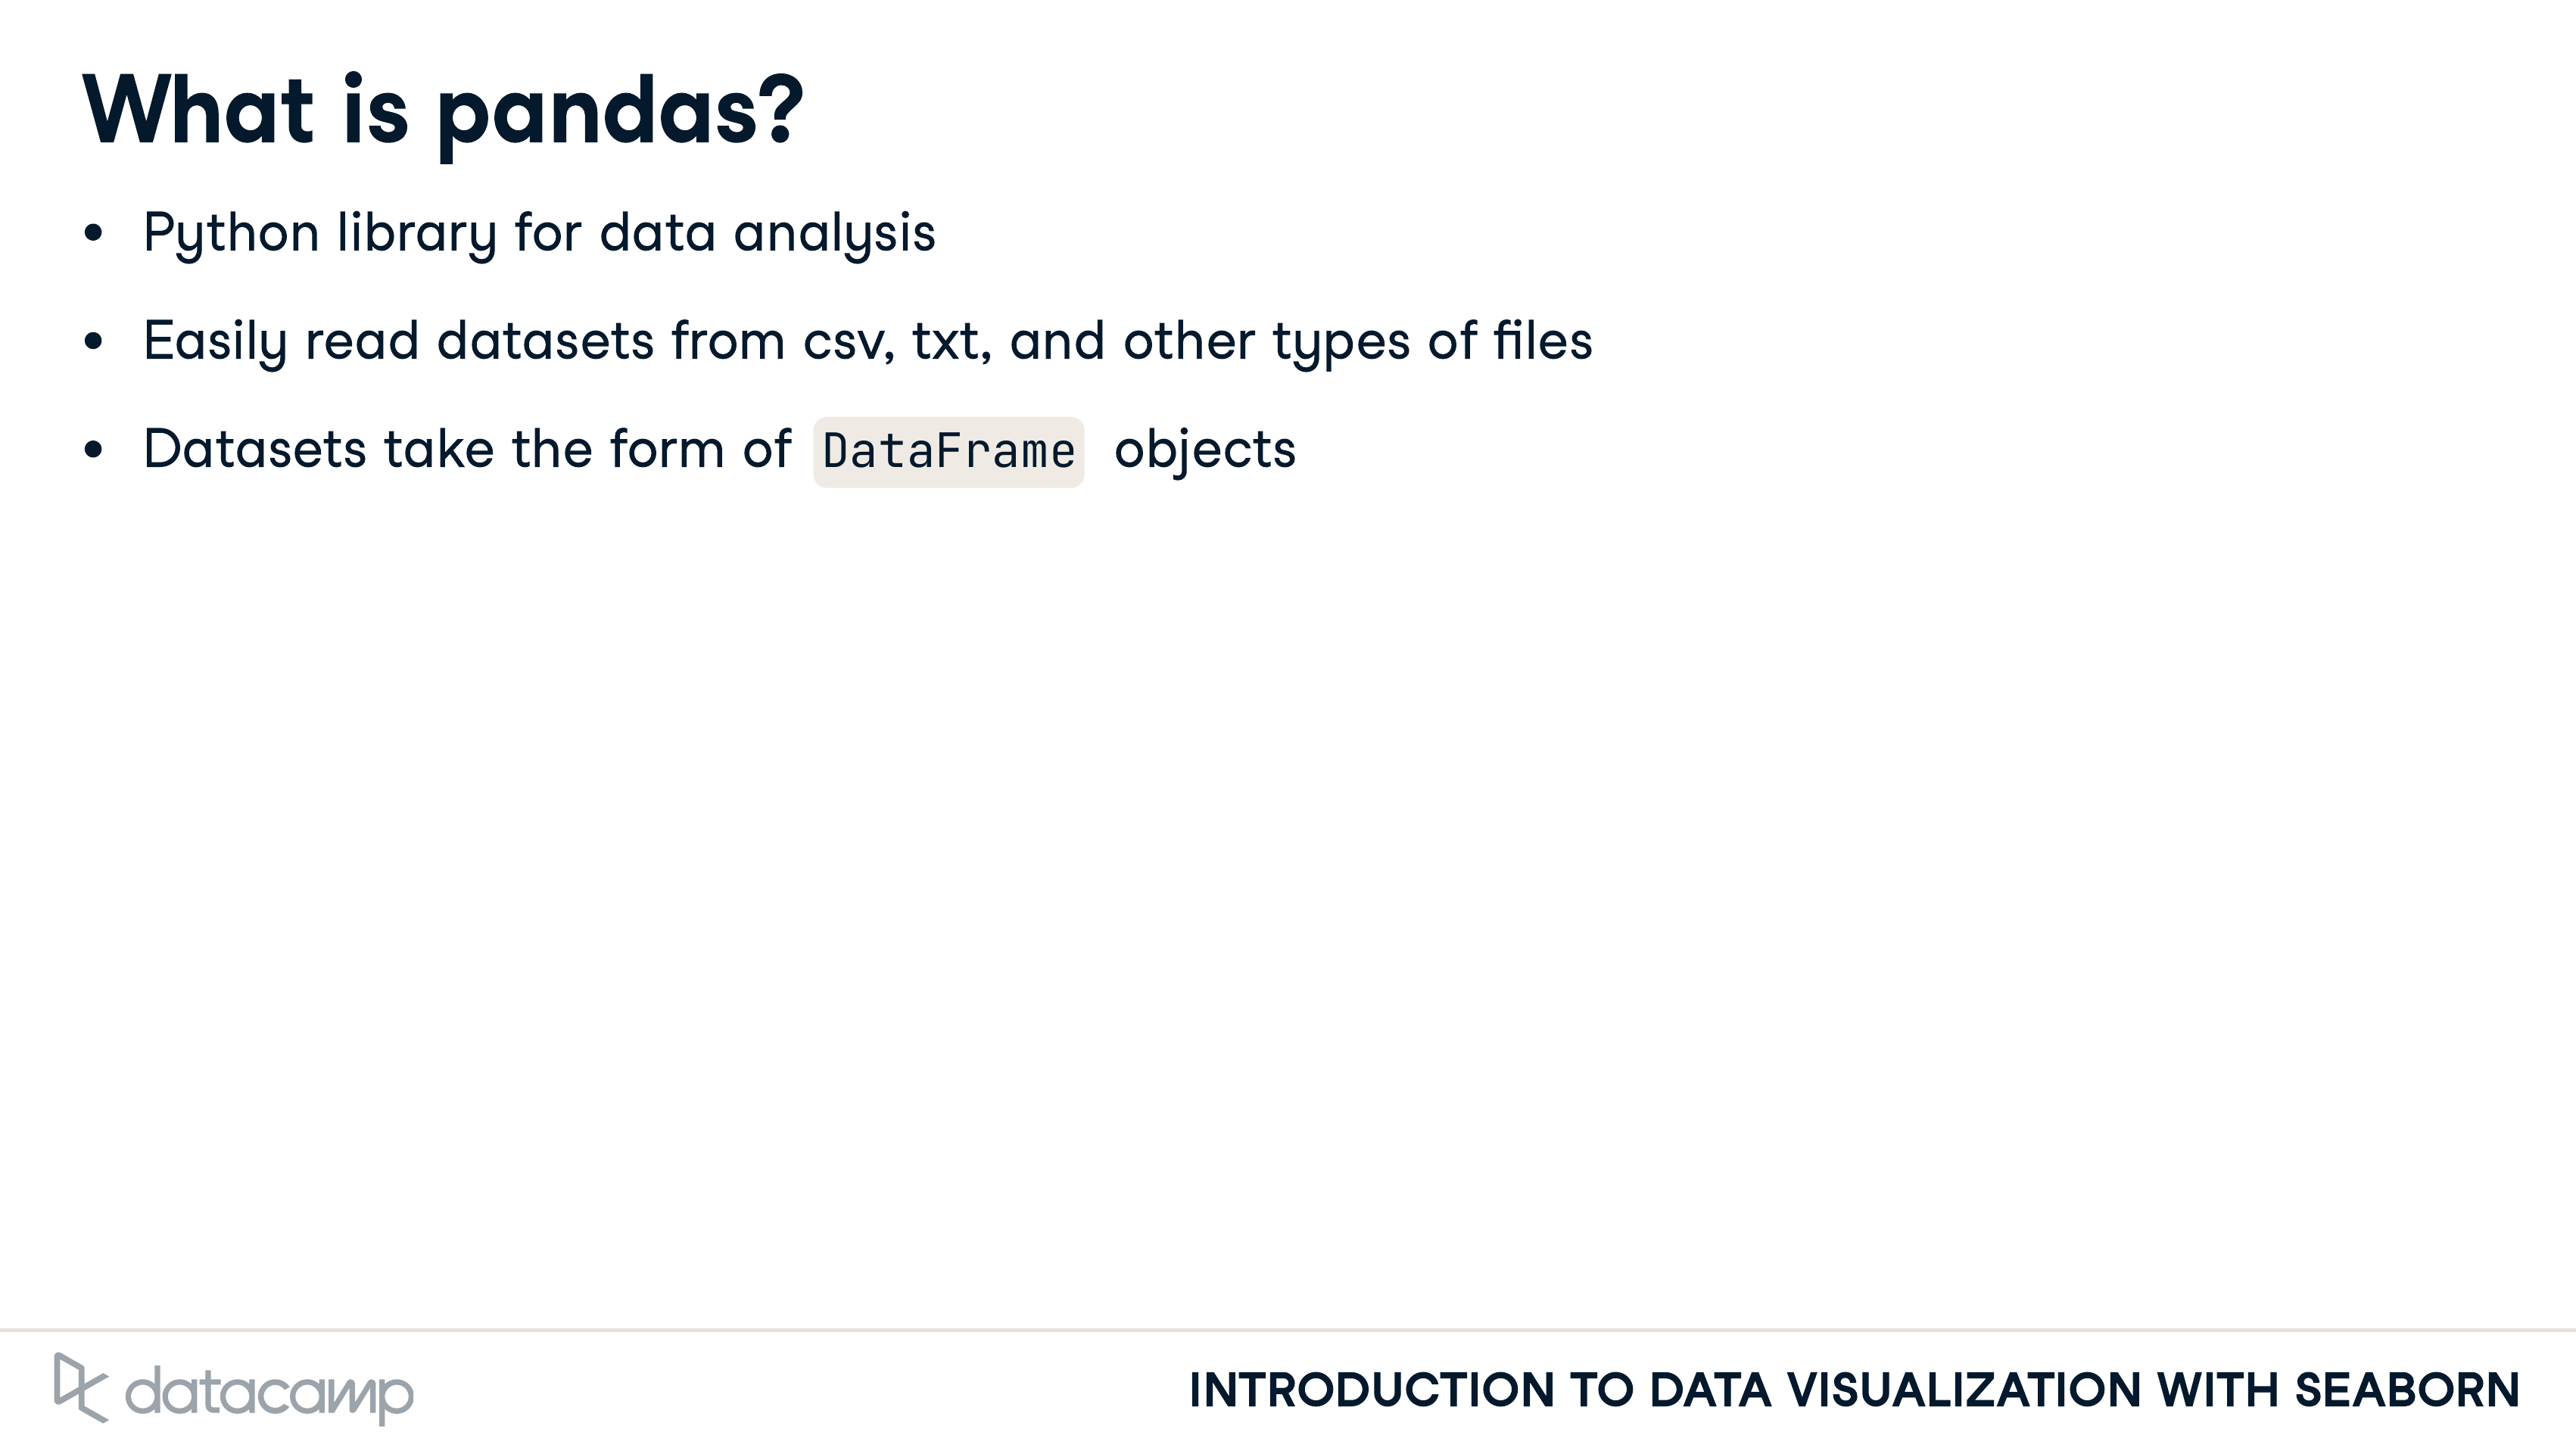 What is pandas?
• Python library for data analysis
• Easily read datasets from csv, txt, and other types of files
• Datasets take the form of DataFrame objects
datacamp
INTRODUCTION TO DATA VISUALIZATION WITH SEABORN